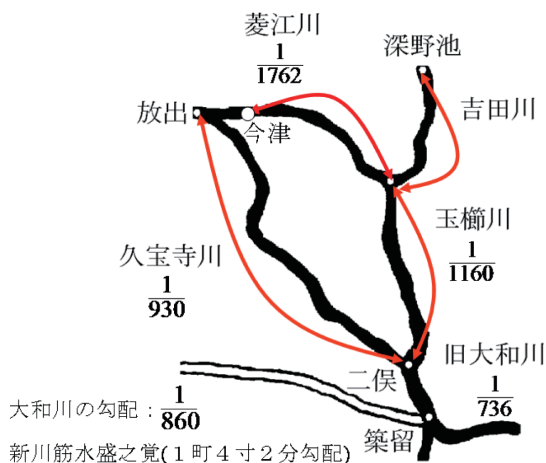 菱江川
1
1762
深野池
放出
今津
吉田川
玉櫛川
1
1160
久宝寺川
1
930
二俣
旧大和川
1
736
大和川の勾配:1
860
築留
新川筋水盛之覚(1町4寸2分勾配)